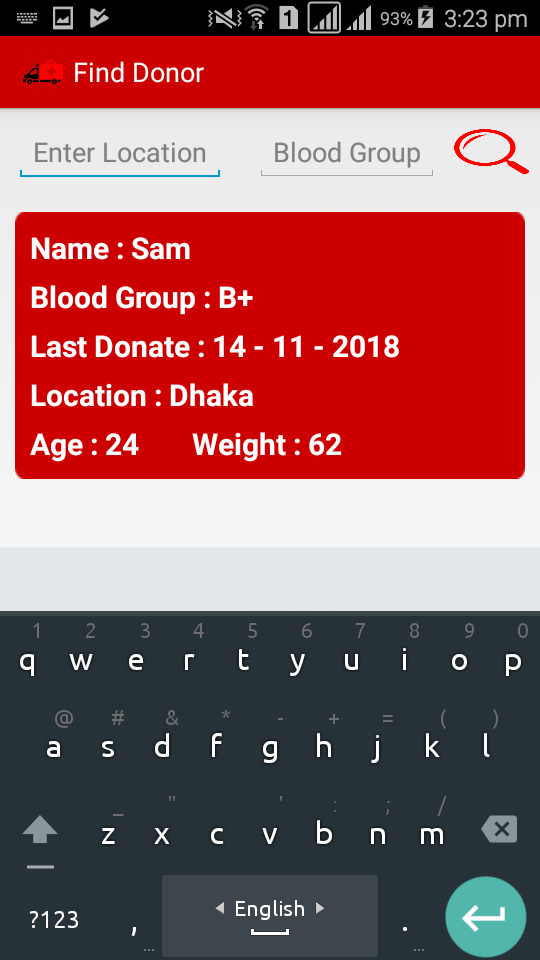 93% 3:23 pm
Find Donor
Enter Location Blood Group
Name : Sam
Blood Group : B+
Last Donate : 14 - 11 - 2018
Location : Dhaka
Age : 24 Weight : 62
1 2 3 4 5 6 7 8 9 0
q w e r t y u i o p
@ # & * - + = ( )
a s d f g h j k l
_ " ' : ; /
z x c v b n m
?123 , English .